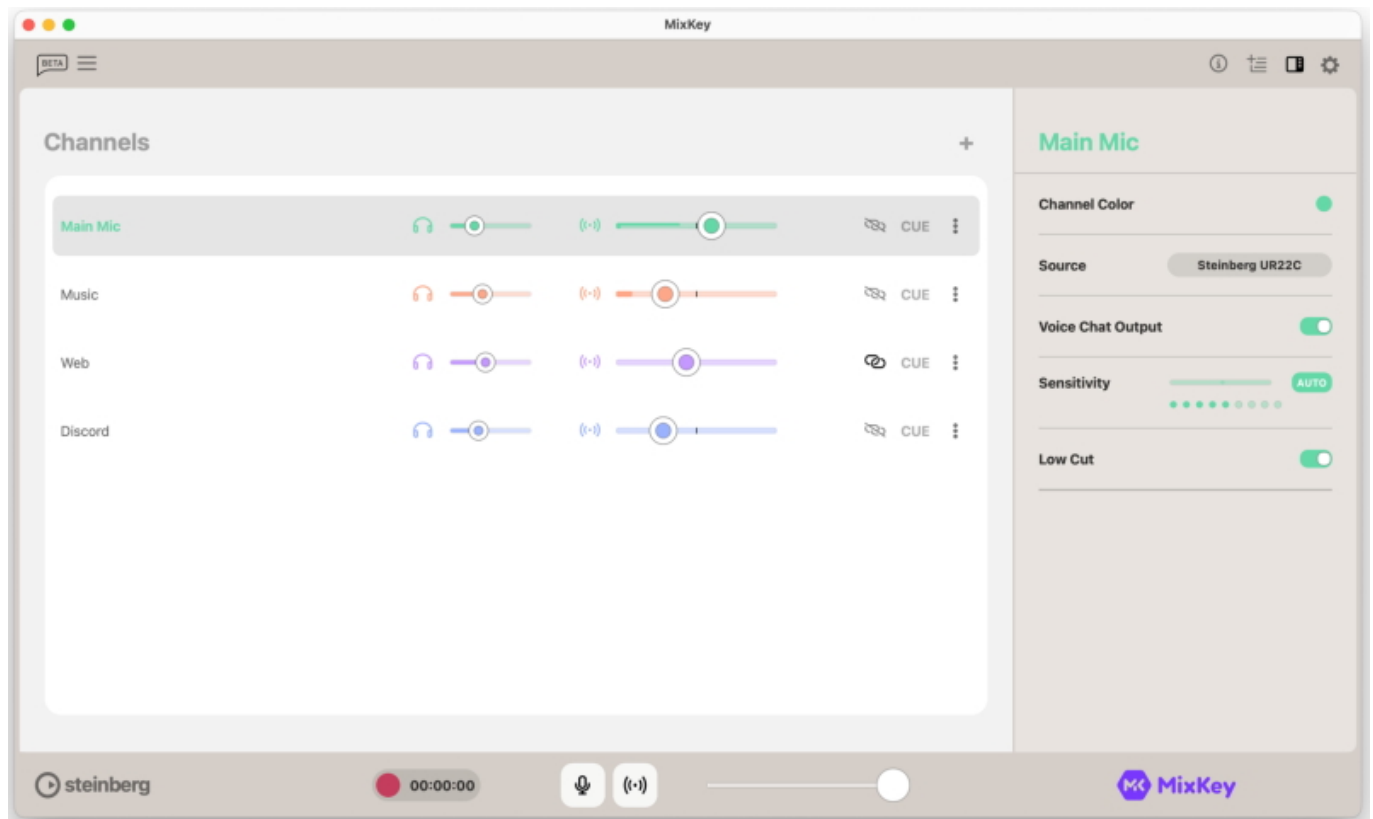 MixKey
BETA
Channels
Main Mic
CUE
Music
CUE
Web
CUE
Discord
CUE
Main Mic
Channel Color
Source
Steinberg UR22C
Voice Chat Output
Sensitivity
AUTO
Low Cut
steinberg
00:00:00
MK
MixKey